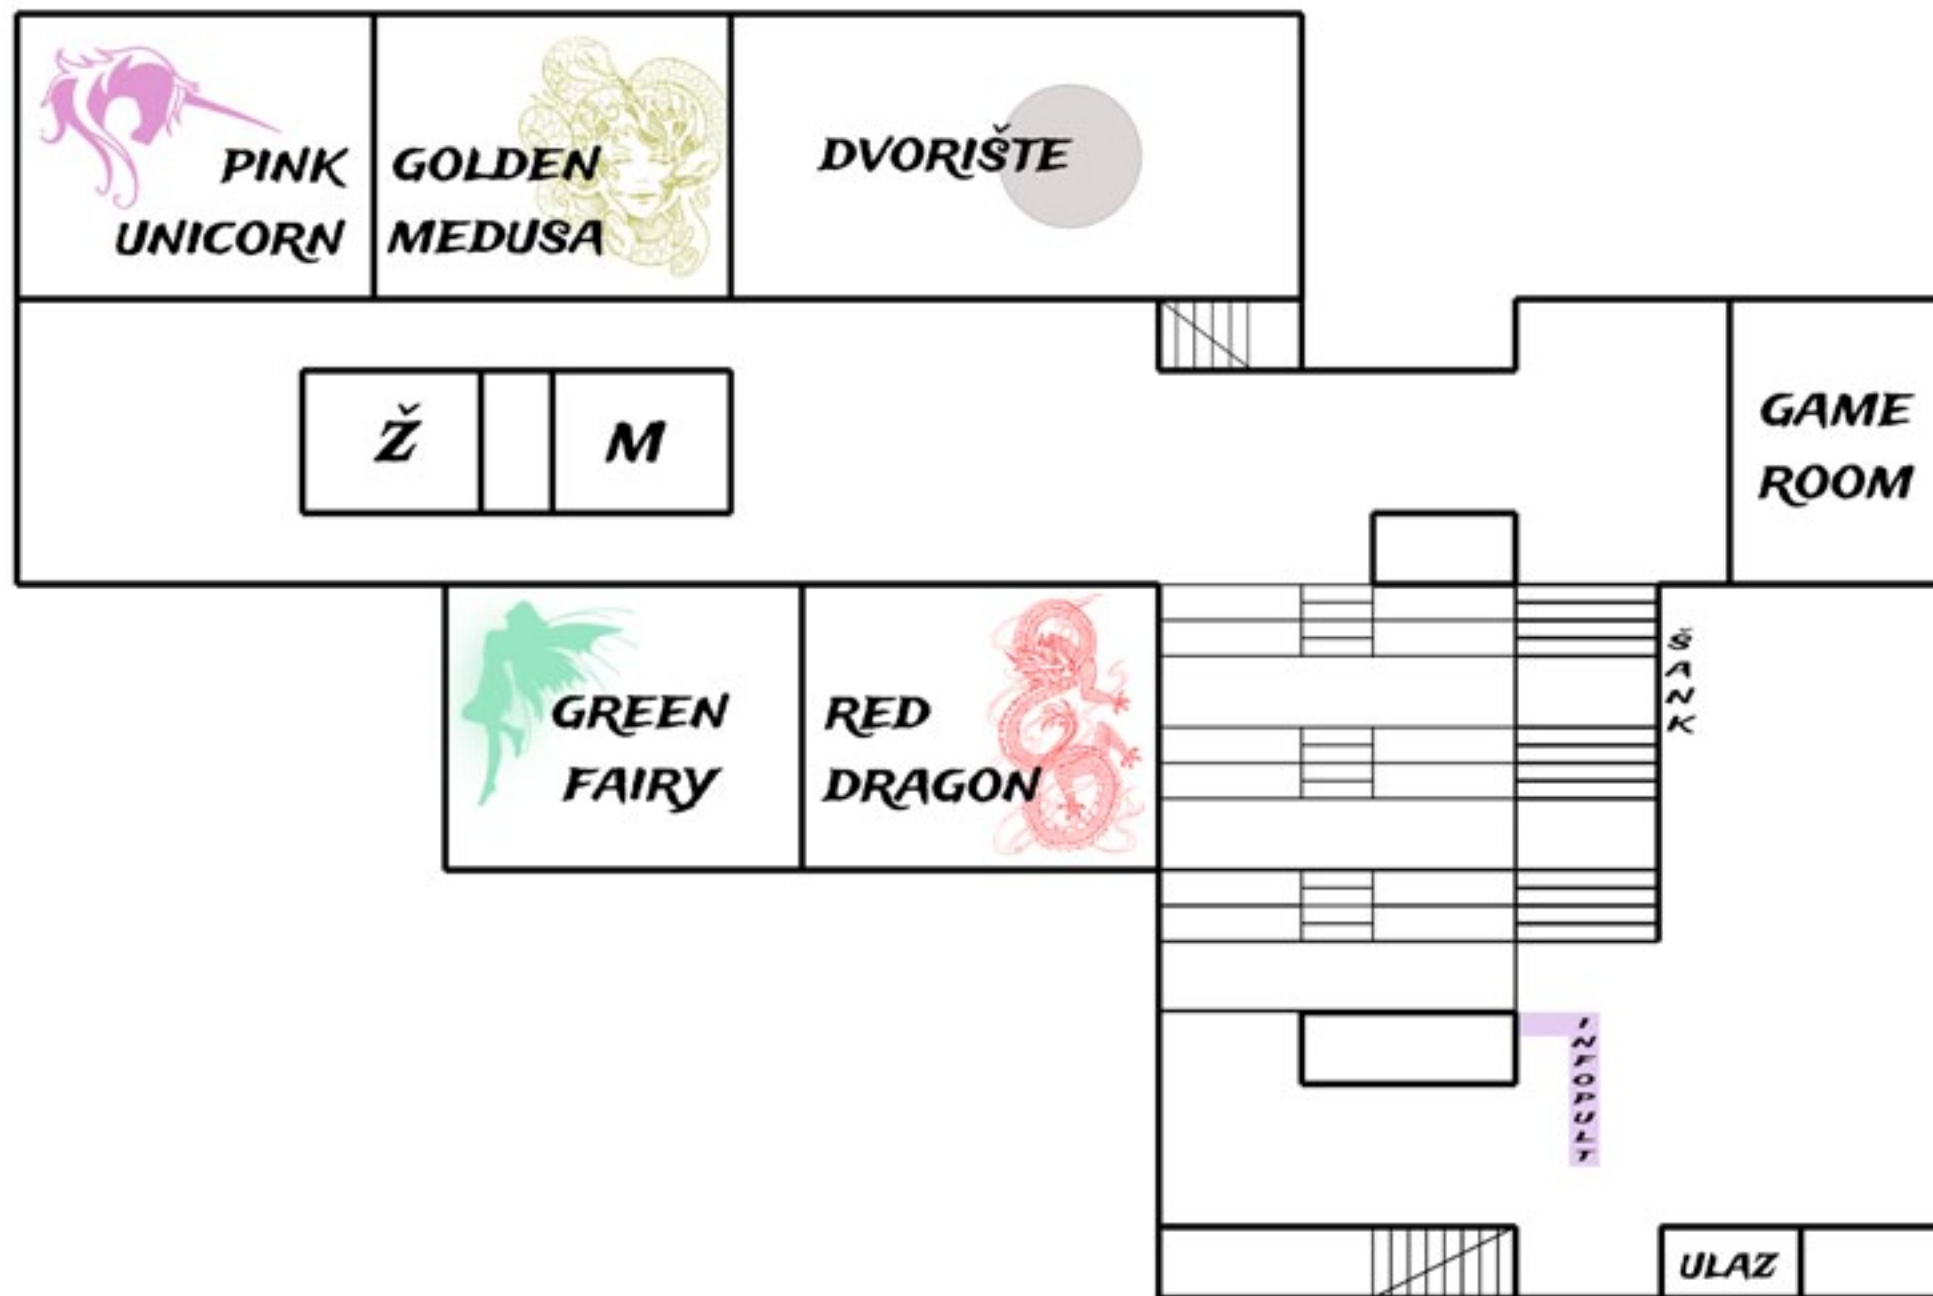 PINK
UNICORN
GOLDEN
MEDUSA
DVORIŠTE
Ž
M
GAME
ROOM
GREEN
FAIRY
RED
DRAGON
ŠANK
INFOPULT
ULAZ